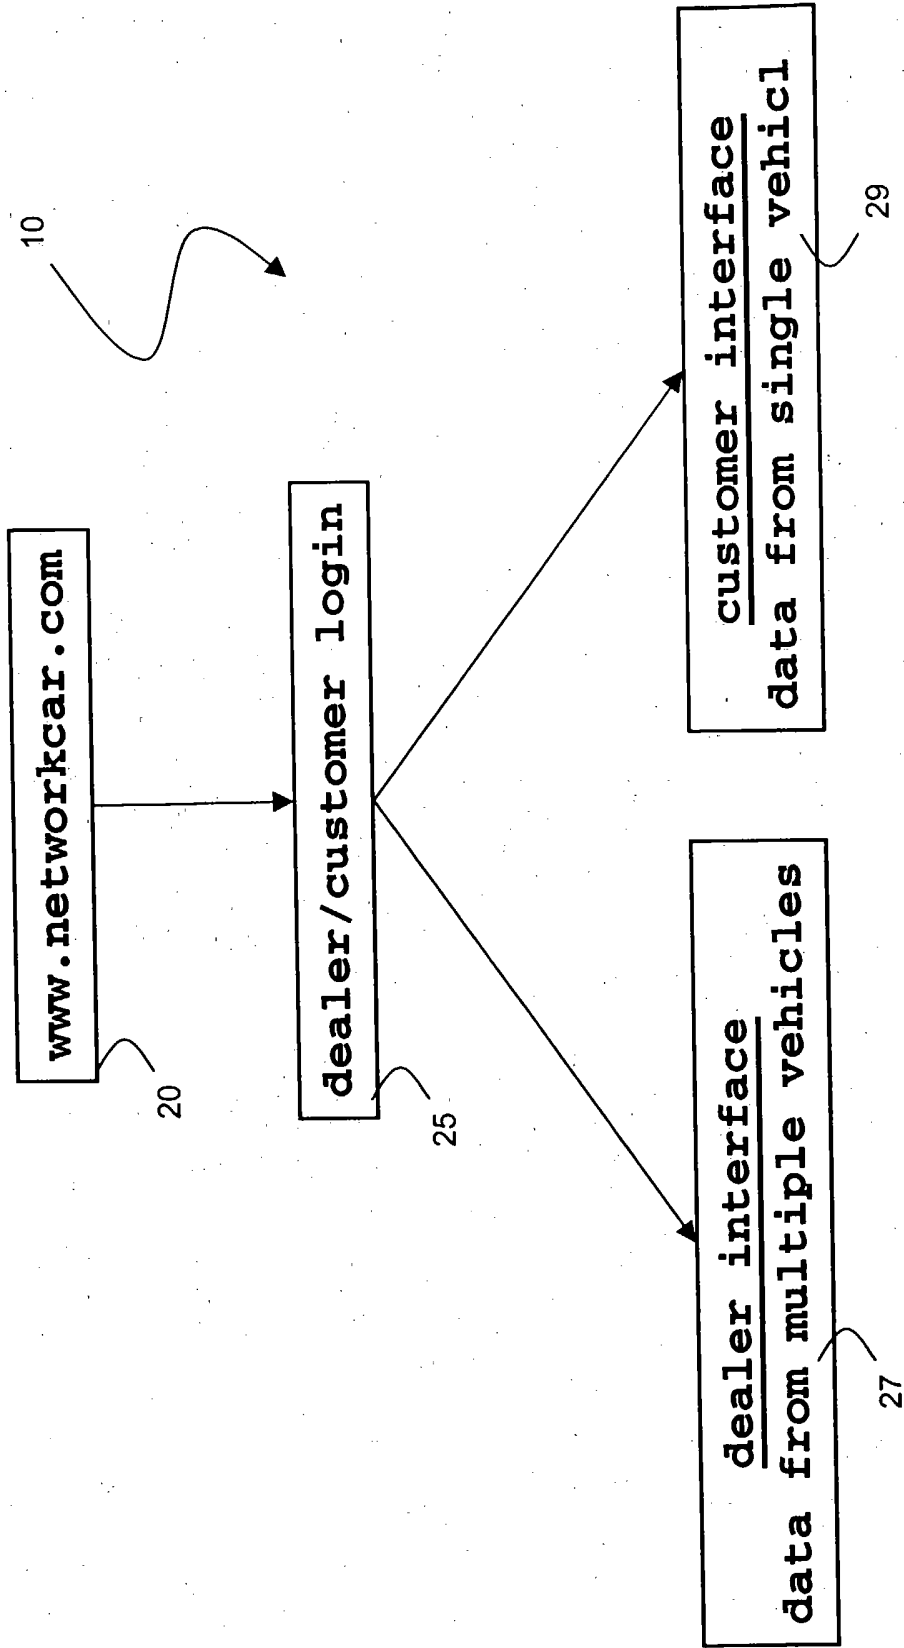 10
www.networkcar.com
20
dealer/customer login
25
dealer interface
data from multiple vehicles
27
customer interface
data from single vehicl
29